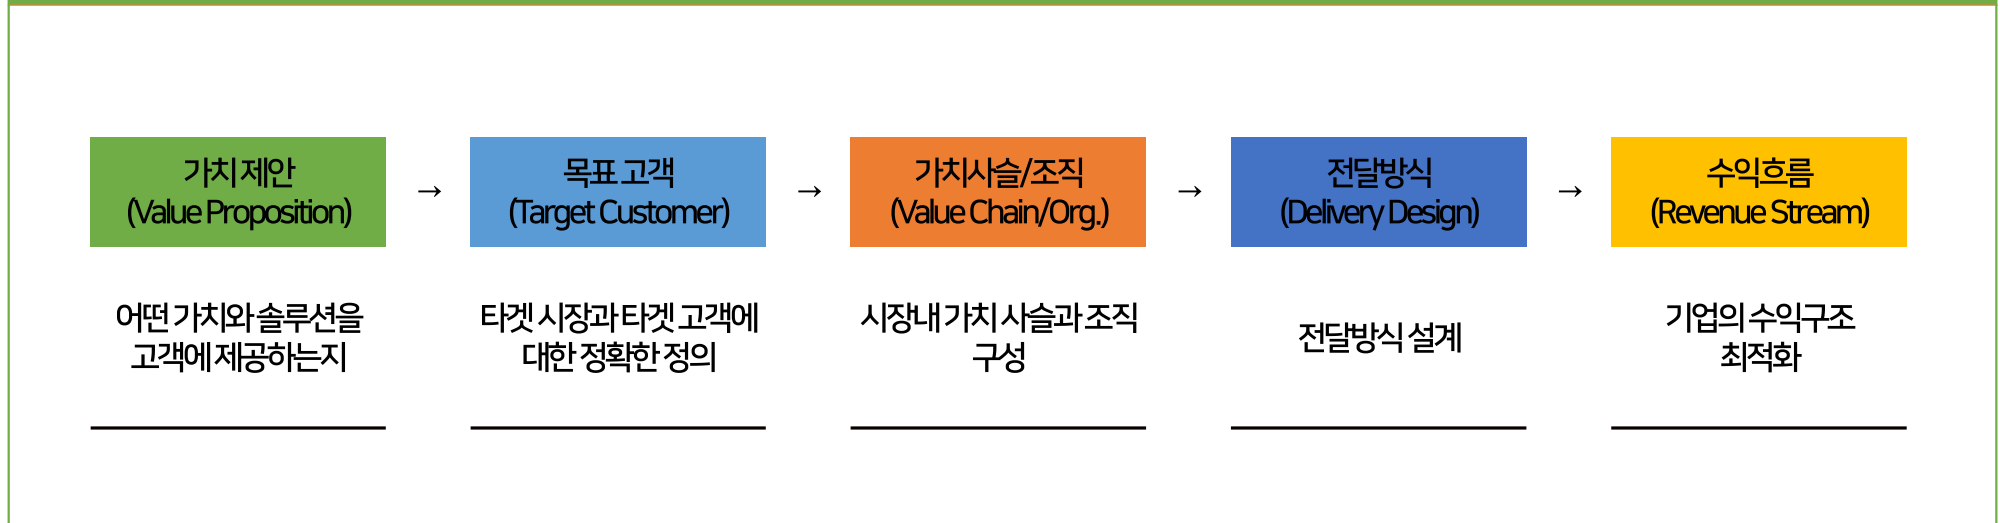 가치 제안
(Value Proposition)
어떤 가치와 솔루션을
고객에 제공하는지
→
목표 고객
(Target Customer)
타겟 시장과 타겟 고객에
대한 정확한 정의
→
가치사슬/조직
(Value Chain/Org.)
시장내 가치 사슬과 조직
구성
→
전달방식
(Delivery Design)
전달방식 설계
→
수익흐름
(Revenue Stream)
기업의 수익구조
최적화